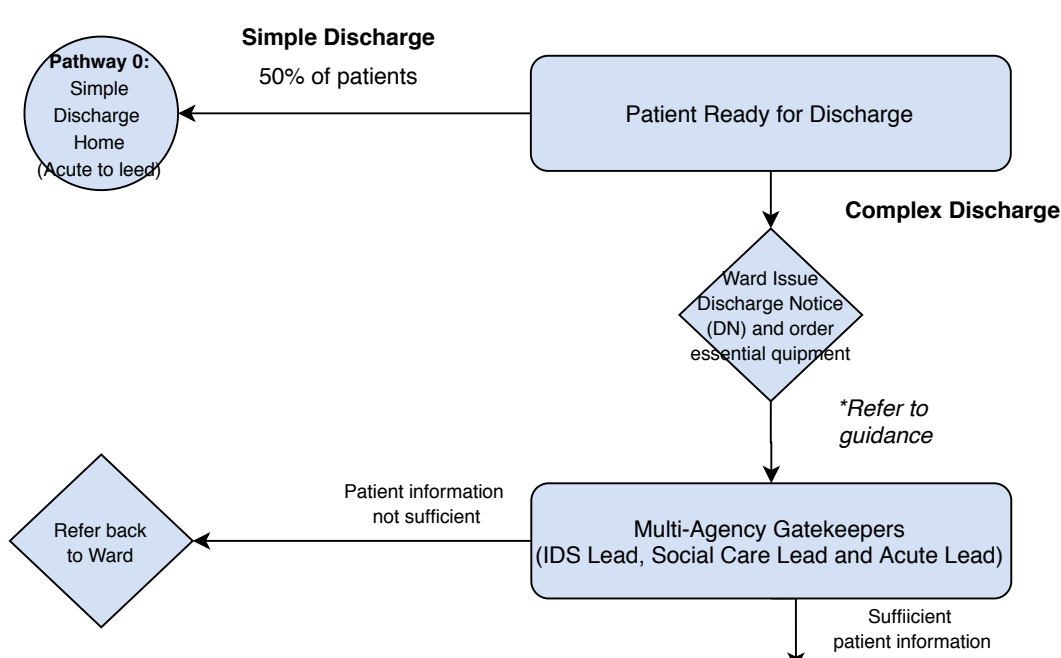 Simple Discharge
50% of patients
Pathway 0:
Simple
Discharge
Home
(Acute to leed)
Patient Ready for Discharge
Complex Discharge
Ward Issue
Discharge Notice
(DN) and order
essential quipment
*Refer to
guidance
Patient information
not sufficient
Refer back
to Ward
Multi-Agency Gatekeepers
(IDS Lead, Social Care Lead and Acute Lead)
Suffiicient
patient information